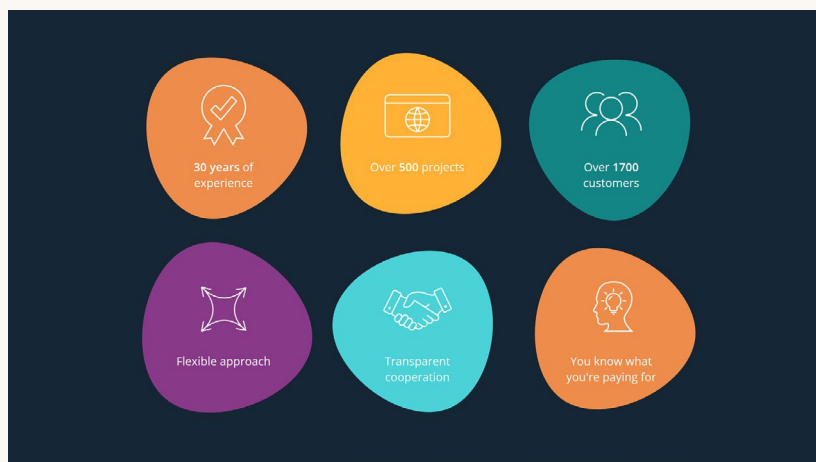 30 years of
experience
Over 500 projects
Over 1700
customers
Flexible approach
Transparent
cooperation
You know what
you're paying for